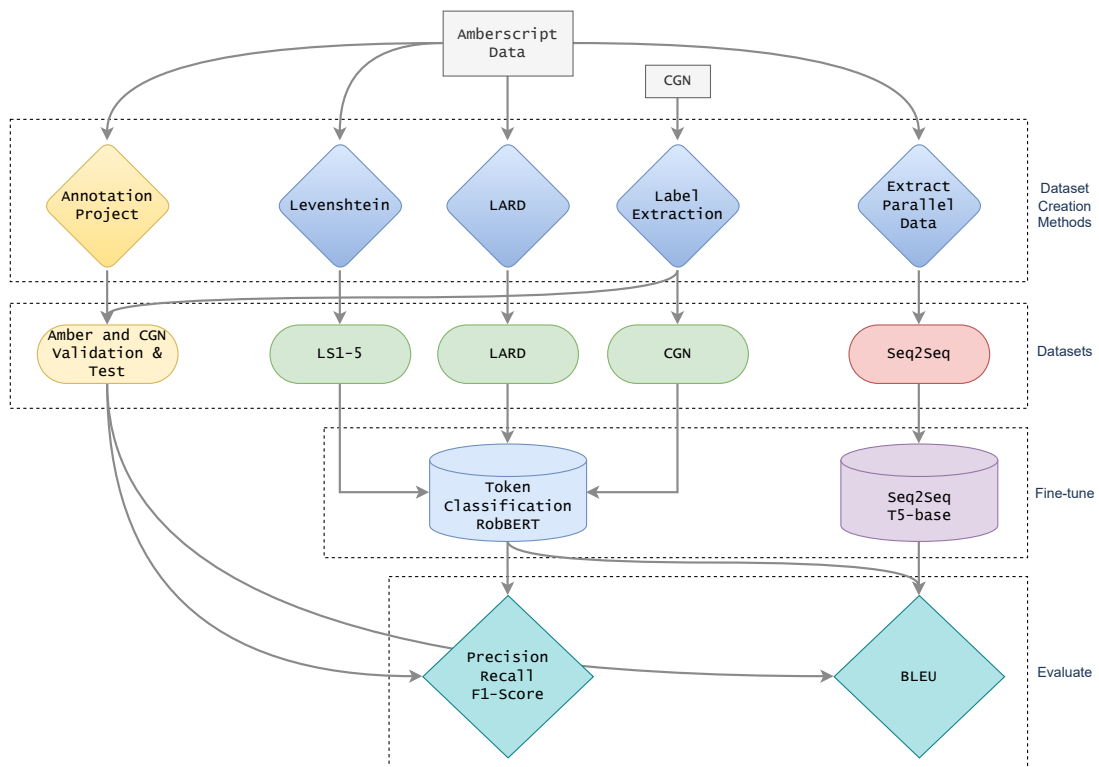 Amberscript
Data
CGN
Annotation
Project
Levenshtein
LARD
Label
Extraction
Extract
Parallel
Data
Dataset
Creation
Methods
Amber and CGN
Validation &
Test
LS1-5
LARD
CGN
Seq2Seq
Datasets
Token
Classification
RobBERT
Seq2Seq
T5-base
Fine-tune
Precision
Recall
F1-Score
BLEU
Evaluate